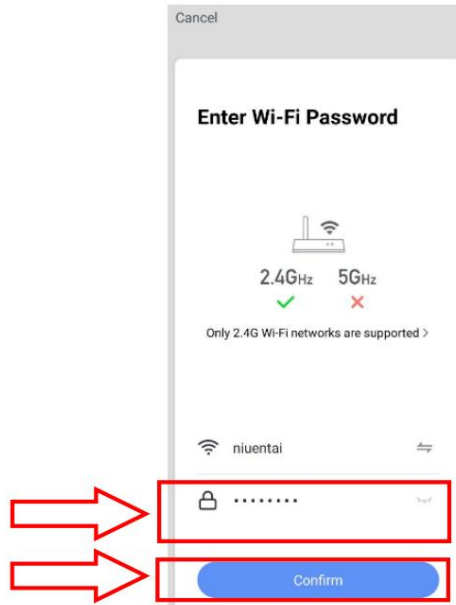 Cancel
Enter Wi-Fi Password
2.4GHz 5GHz
Only 2.4G Wi-Fi networks are supported >
niuentai
••••••••
Confirm